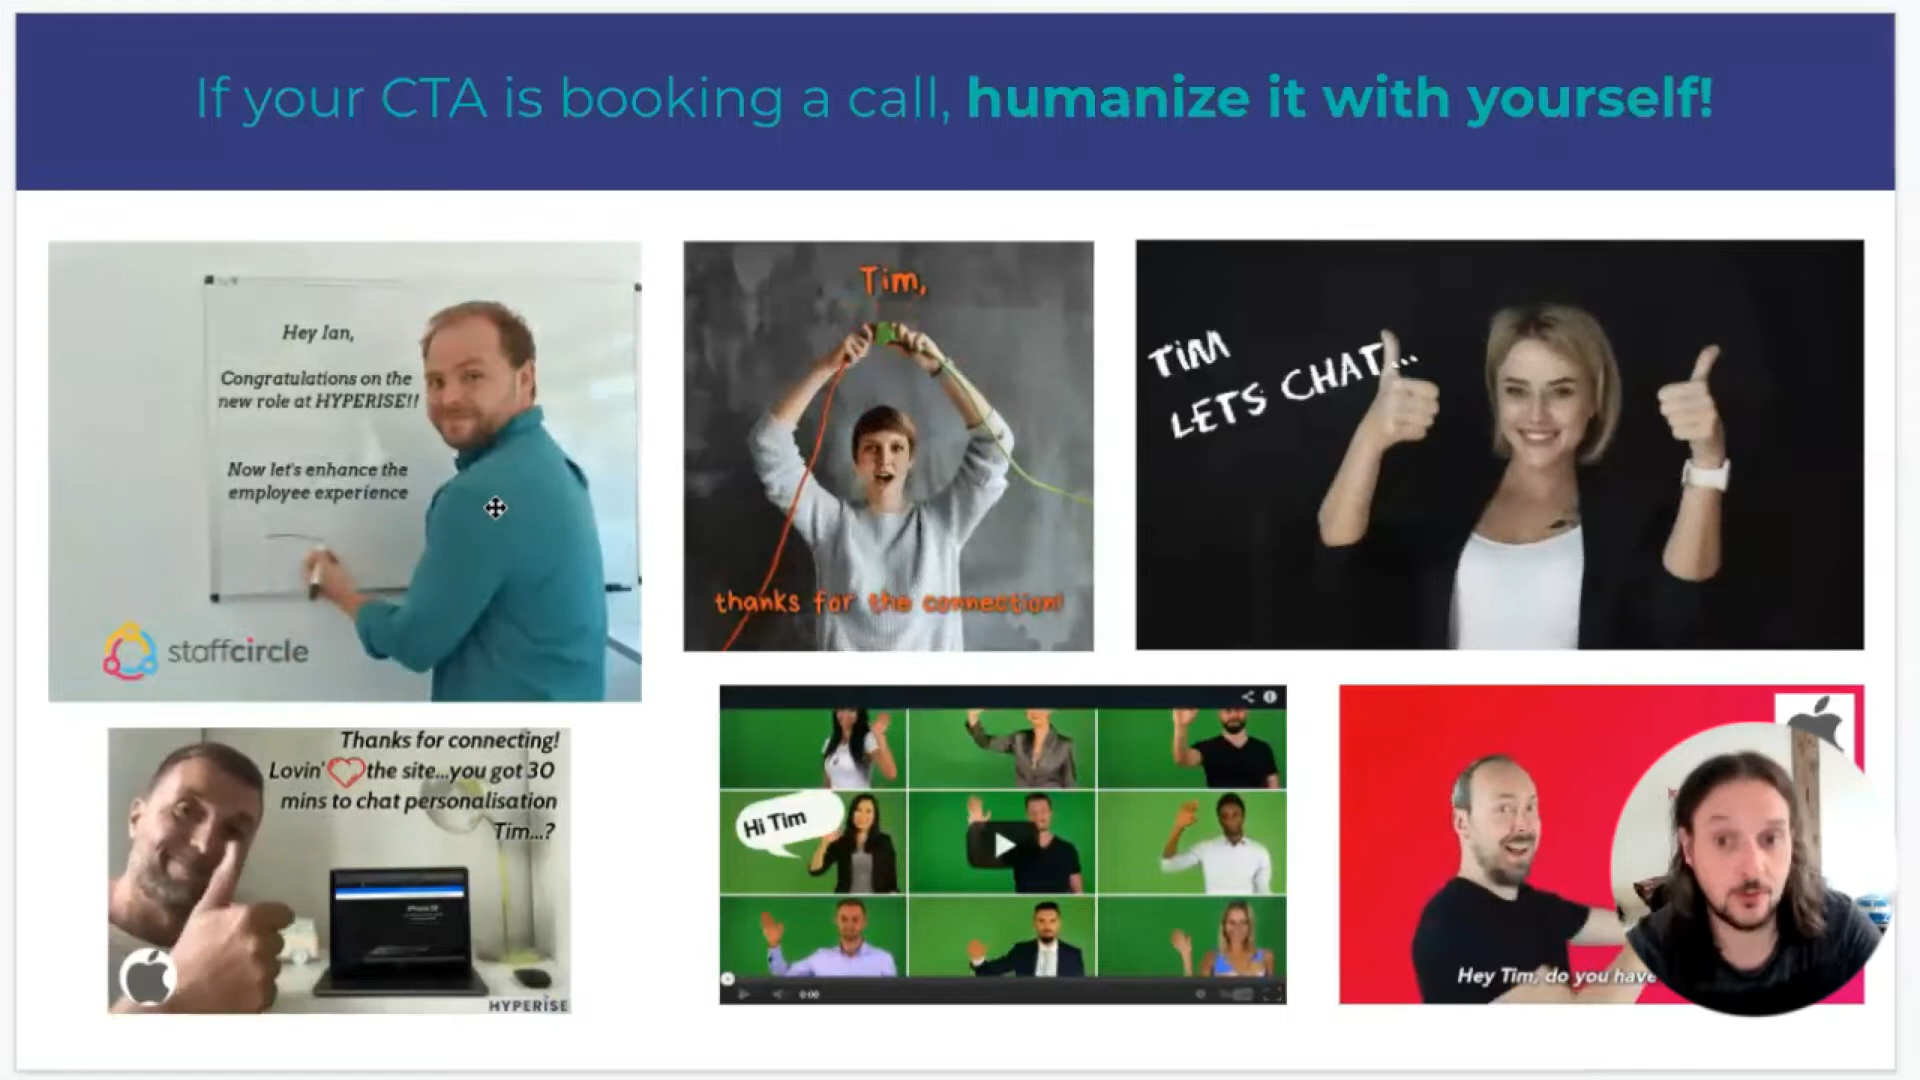 If your CTA is booking a call, humanize it with yourself!
Hey Ian,
Congratulations on the
new role at HYPERISE!!
Now let's enhance the
employee experience
staffcircle
Tim,
thanks for the connection!
TiM
LETS CHAT...
Thanks for connecting!
Lovin' the site...you got 30
mins to chat personalisation
Tim...?
HYPERISE
Hi Tim
0:00
Hey Tim, do you have